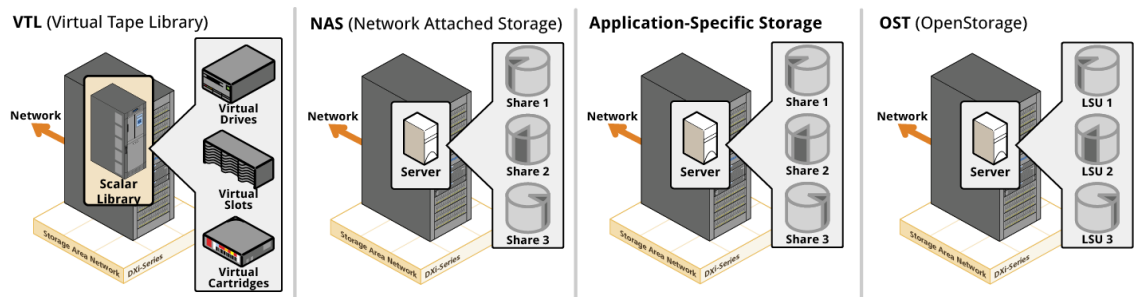 VTL (Virtual Tape Library)
Network
Scalar
Library
Virtual
Drives
Virtual
Slots
Virtual
Cartridges
Storage Area Network
DXi-Series
NAS (Network Attached Storage)
Network
Server
Share 1
Share 2
Share 3
Storage Area Network
DXi-Series
Application-Specific Storage
Network
Server
Share 1
Share 2
Share 3
Storage Area Network
DXi-Series
OST (OpenStorage)
Network
Server
LSU 1
LSU 2
LSU 3
Storage Area Network
DXi-Series